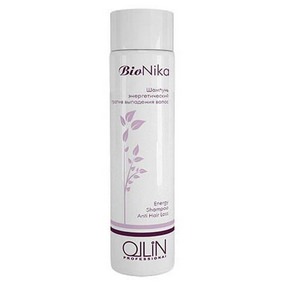 BioNika
Шампунь
энергетический
против выпадения волос
Energy
Shampoo
Anti Hair Loss
OLLIN
PROFESSIONAL